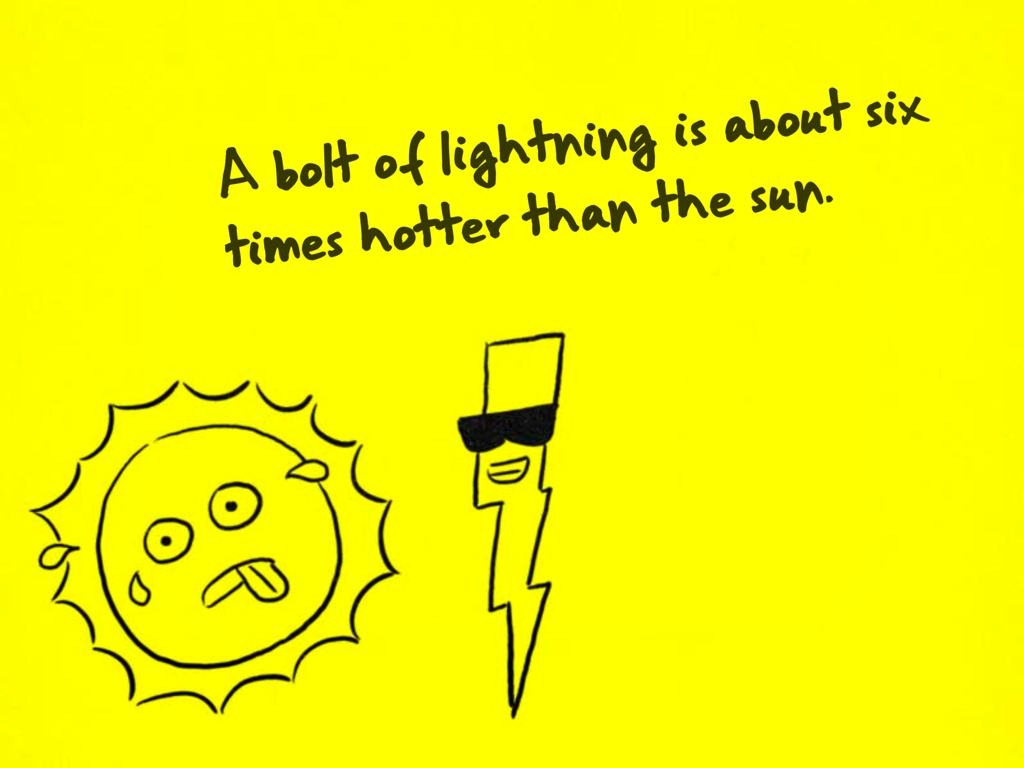 A bolt of lightning is about six
times hotter than the sun.